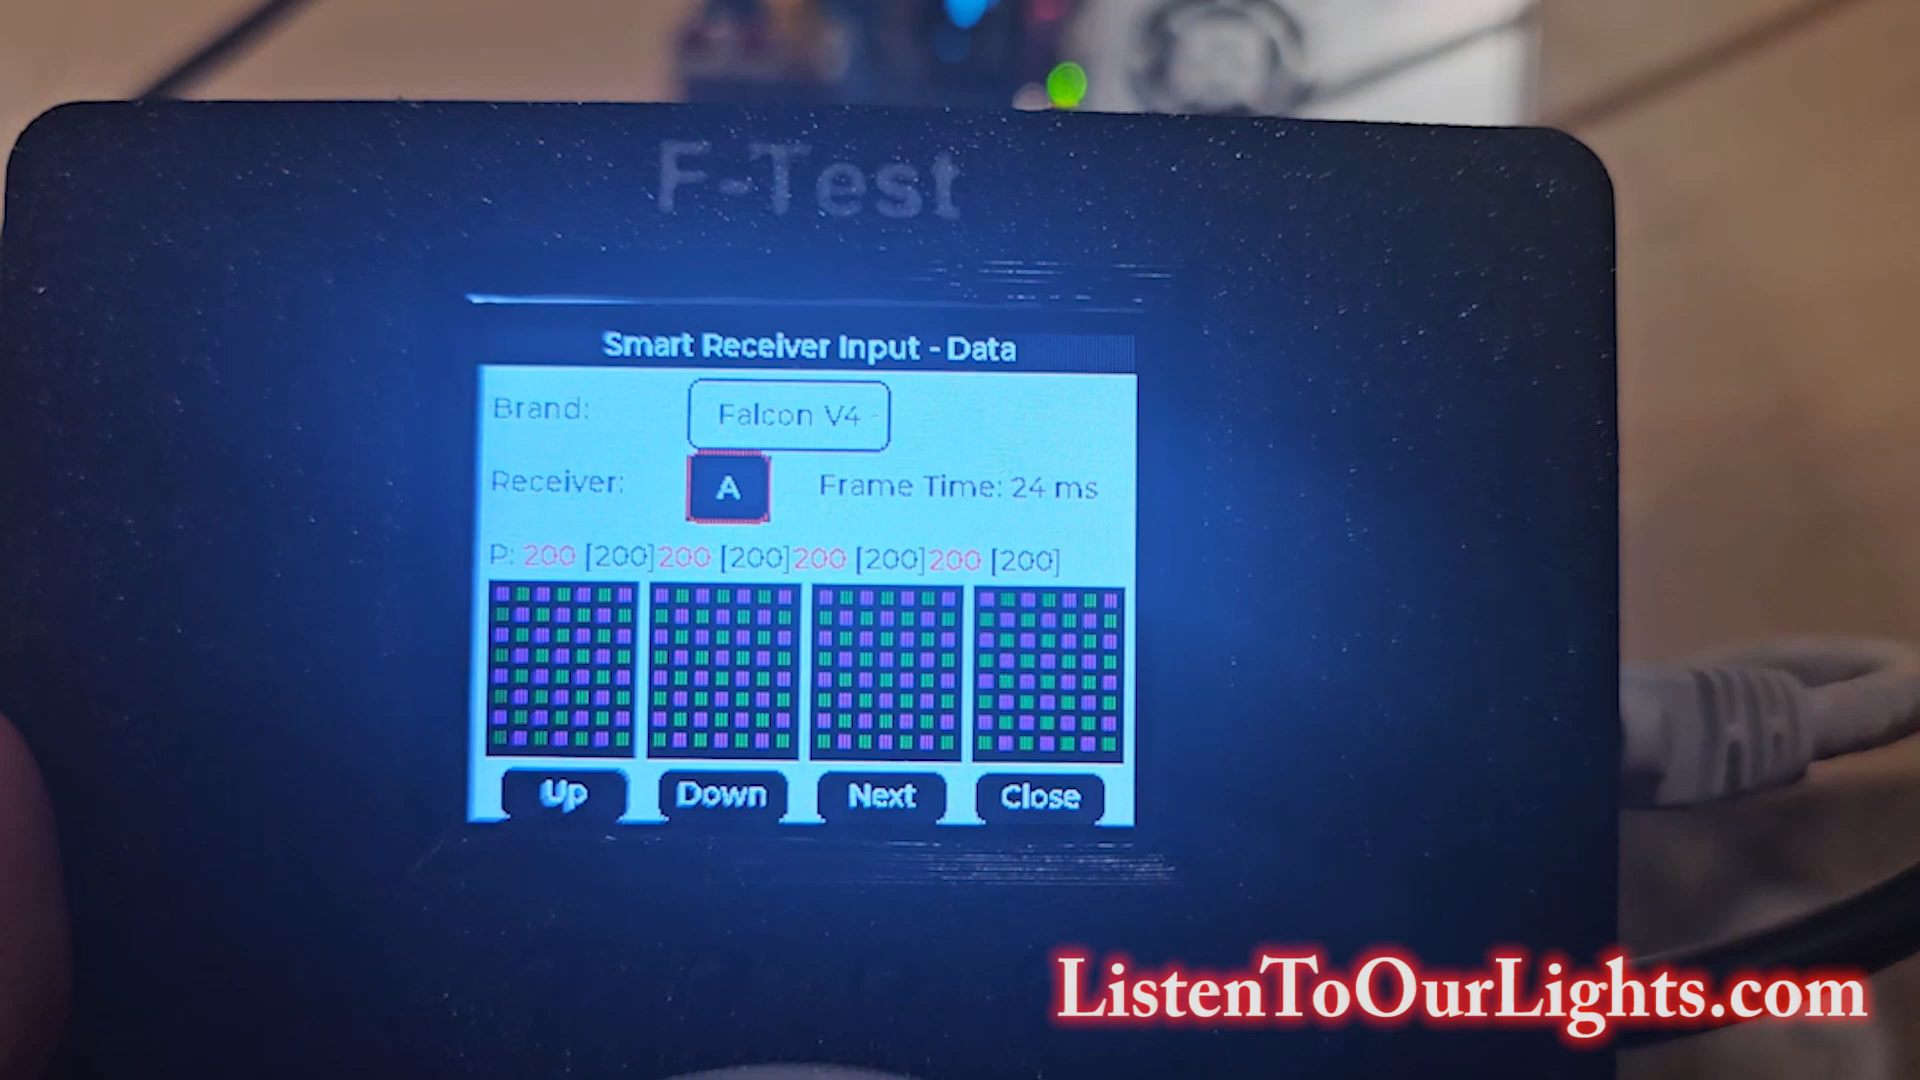 F-Test
Smart Receiver Input - Data
Brand: Falcon V4 -
Receiver: A Frame Time: 24 ms
P: 200 [200] 200 [200] 200 [200] 200 [200]
Up Down Next Close
ListenToOurLights.com